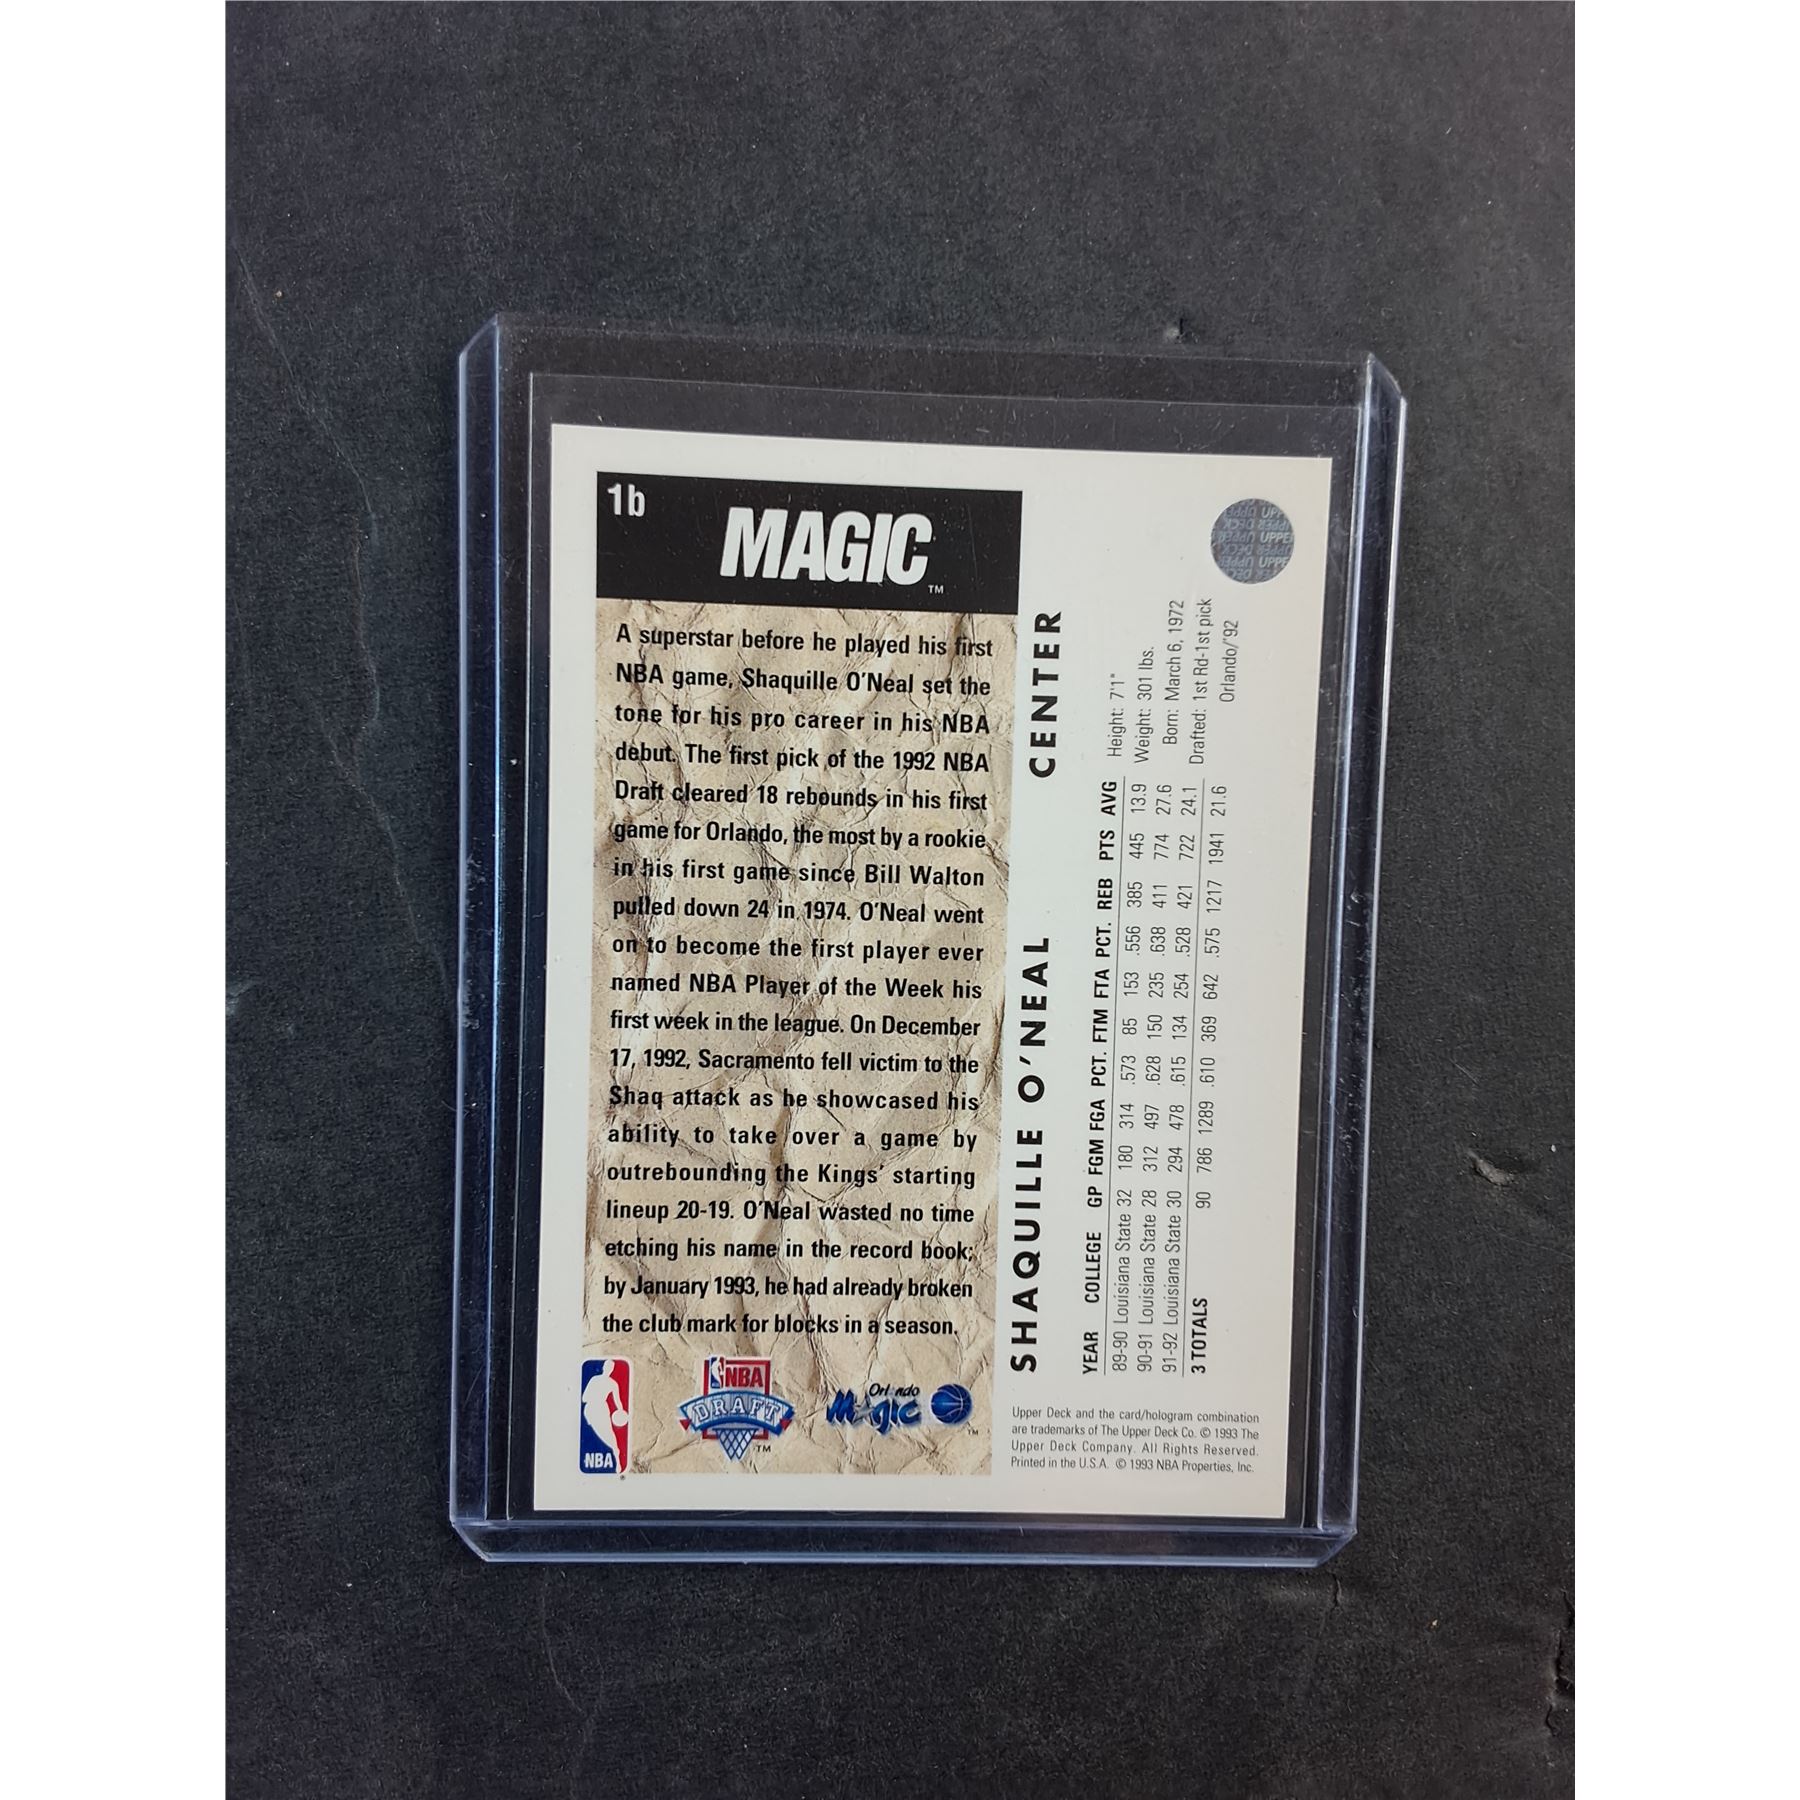 1b
MAGIC
TM
A superstar before he played his first
NBA game, Shaquille O'Neal set the
tone for his pro career in his NBA
debut. The first pick of the 1992 NBA
Draft cleared 18 rebounds in his first
game for Orlando, the most by a rookie
in his first game since Bill Walton
pulled down 24 in 1974. O'Neal went
on to become the first player ever
named NBA Player of the Week his
first week in the league. On December
17, 1992, Sacramento fell victim to the
Shaq attack as he showcased his
ability to take over a game by
outrebounding the Kings' starting
lineup 20-19. O'Neal wasted no time
etching his name in the record book;
by January 1993, he had already broken
the club mark for blocks in a season.
NBA
®
NBA
DRAFT
TM
Orlando
Magic
TM
SHAQUILLE O'NEAL CENTER
YEAR COLLEGE GP FGM FGA PCT. FTM FTA PCT. REB PTS AVG
89-90 Louisiana State 32 180 314 .573 85 153 .556 385 445 13.9
90-91 Louisiana State 28 312 497 .628 150 235 .638 411 774 27.6
91-92 Louisiana State 30 294 478 .615 134 254 .528 421 722 24.1
3 TOTALS 90 786 1289 .610 369 642 .575 1217 1941 21.6
Height: 7'1"
Weight: 301 lbs.
Born: March 6, 1972
Drafted: 1st Rd-1st pick
Orlando/'92
UPPER DECK
Upper Deck and the card/hologram combination
are trademarks of The Upper Deck Co. © 1993 The
Upper Deck Company. All Rights Reserved.
Printed in the U.S.A. © 1993 NBA Properties, Inc.